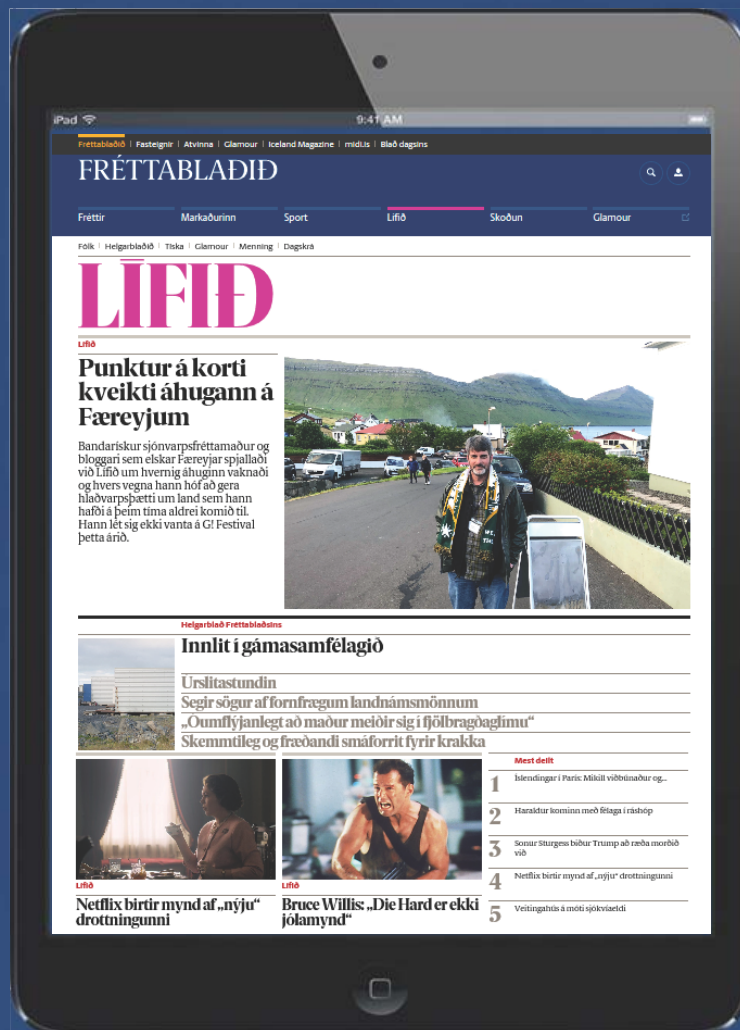 iPad 9:41 AM
Fréttablaðið | Fasteignir | Atvinna | Glamour | Iceland Magazine | midi.is | Blað dagsins
FRÉTTABLAÐIÐ
Fréttir Markaðurinn Sport Lífið Skoðun Glamour
Fólk | Helgarblaðið | Tíska | Glamour | Menning | Dagskrá
LÍFIÐ
Lífið
Punktur á korti
kveikti áhugann á
Færeyjum
Bandarískur sjónvarpsfréttamaður og
bloggari sem elskar Færeyjar spjallaði
við Lífið um hvernig áhuginn vaknaði
og hvers vegna hann hóf að gera
hlaðvarpsþætti um land sem hann
hafði á þeim tíma aldrei komið til.
Hann lét sig ekki vanta á G! Festival
þetta árið.
Helgarblað Fréttablaðsins
Innlit í gámasamfélagið
Úrslitastundin
Segir sögur af fornfrægum landnámsmönnum
„Óumflýjanlegt að maður meiðir sig í fjölbragðaglímu“
Skemmtileg og fræðandi smáforrit fyrir krakka
Lífið
Netflix birtir mynd af „nýju“
drottningunni
Lífið
Bruce Willis: „Die Hard er ekki
jólamynd“
Mest deilt
1 Íslendingar í París: Mikill viðbúnaður og...
2 Haraldur kominn með félaga í ráshóp
3 Sonur Sturgess biður Trump að ræða morðið
við
4 Netflix birtir mynd af „nýju“ drottningunni
5 Veitingahús á móti sjókvíaeldi